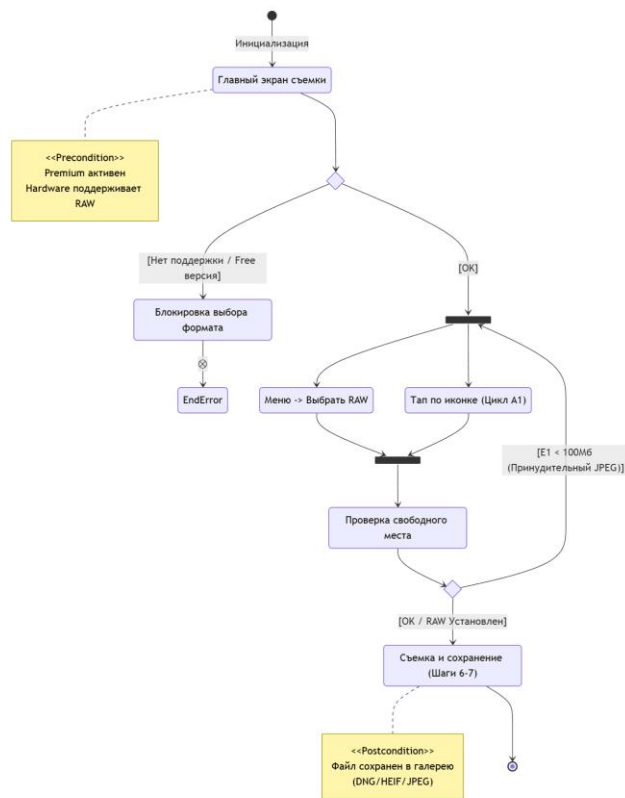 Инициализация
Главный экран съемки
<<Precondition>>
Premium активен
Hardware поддерживает
RAW
[Нет поддержки / Free
версия]
[OK]
Блокировка выбора
формата
EndError
Меню -> Выбрать RAW
Тап по иконке (Цикл A1)
[E1 < 100Мб
(Принудительный JPEG)]
Проверка свободного
места
[OK / RAW Установлен]
Съемка и сохранение
(Шаги 6-7)
<<Postcondition>>
Файл сохранен в галерею
(DNG/HEIF/JPEG)